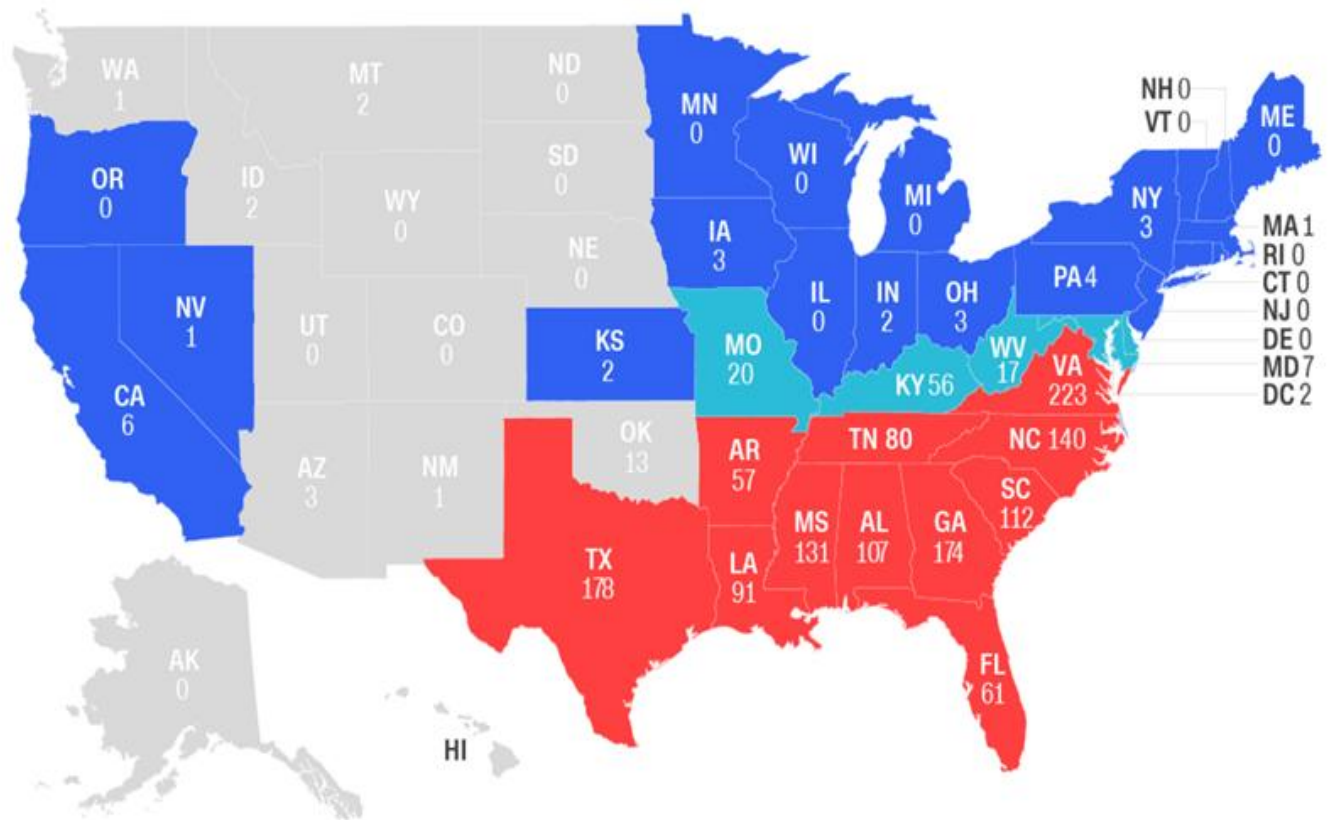 WA
1
MT
2
ND
0
MN
0
NH 0
VT 0
ME
0
OR
0
ID
2
WY
0
SD
0
WI
0
MI
0
NY
3
MA 1
RI 0
CT 0
NJ 0
DE 0
MD 7
DC 2
NV
1
UT
0
CO
0
NE
0
IA
3
IL
0
IN
2
OH
3
PA 4
CA
6
KS
2
MO
20
KY 56
WV
17
VA
223
AZ
3
NM
1
OK
13
AR
57
TN 80
NC 140
SC
112
TX
178
LA
91
MS
131
AL
107
GA
174
FL
61
AK
0
HI